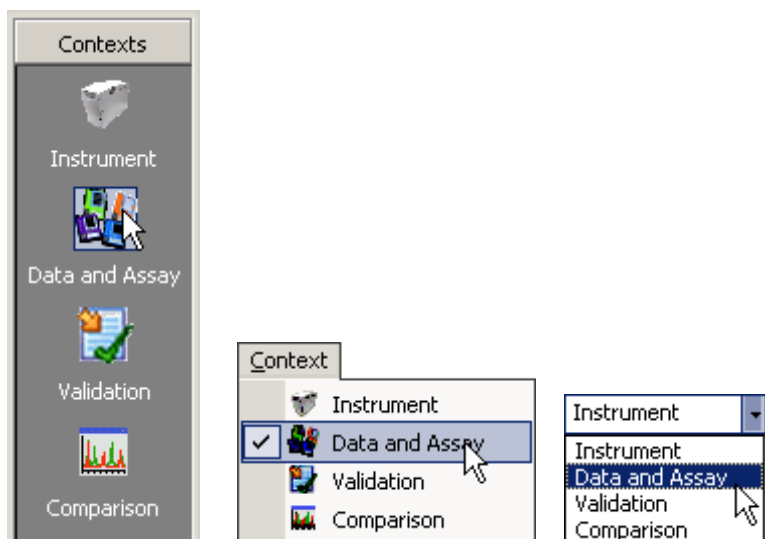 Contexts
Instrument
Data and Assay
Validation
Comparison
Context
Instrument
Data and Assay
Validation
Comparison
Instrument
Instrument
Data and Assay
Validation
Comparison